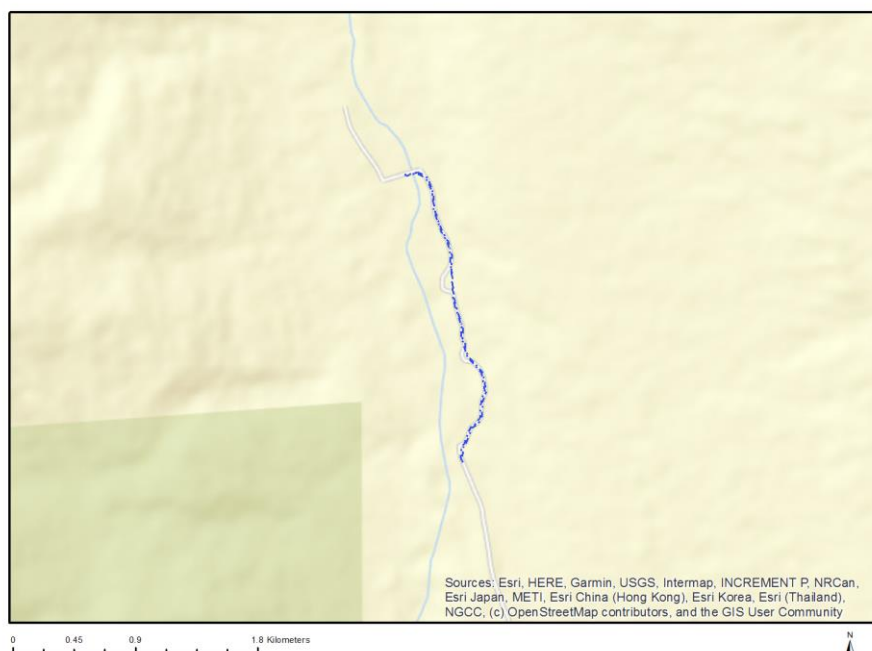 Sources: Esri, HERE, Garmin, USGS, Intermap, INCREMENT P, NRCan,
Esri Japan, METI, Esri China (Hong Kong), Esri Korea, Esri (Thailand),
NGCC, (c) OpenStreetMap contributors, and the GIS User Community
0 0.45 0.9 1.8 Kilometers
N